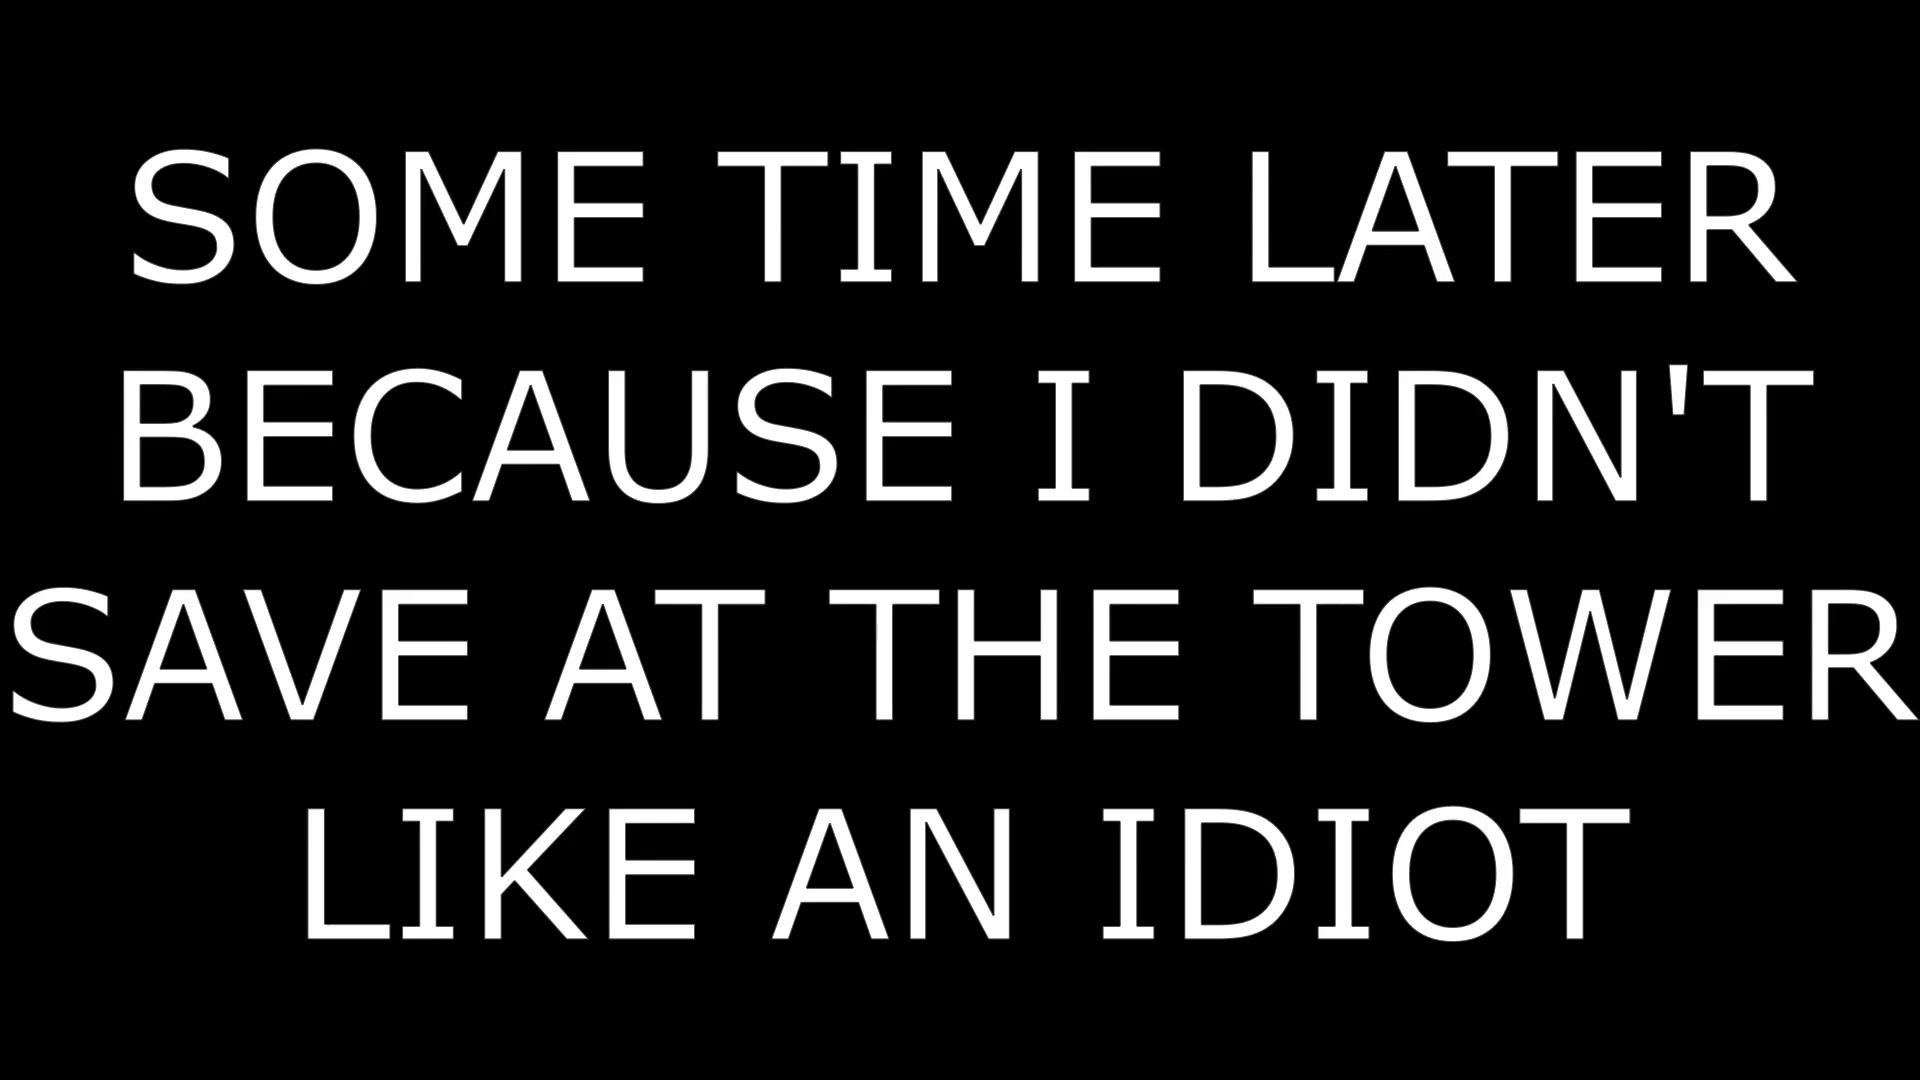 SOME TIME LATER
BECAUSE I DIDN'T
SAVE AT THE TOWER
LIKE AN IDIOT